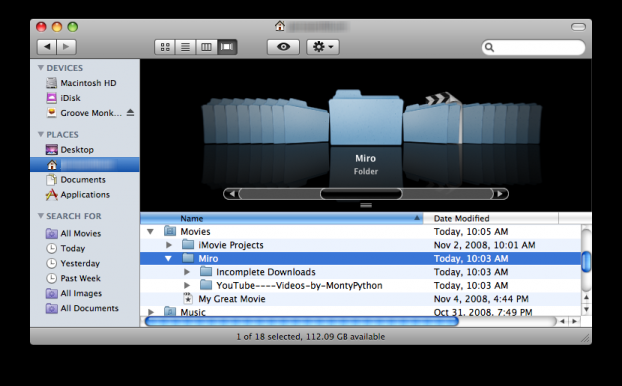 DEVICES
Macintosh HD
iDisk
Groove Monk...
PLACES
Desktop
Documents
Applications
SEARCH FOR
All Movies
Today
Yesterday
Past Week
All Images
All Documents
Miro
Folder
Name Date Modified
Movies Today, 10:05 AM
iMovie Projects Nov 2, 2008, 10:01 AM
Miro Today, 10:03 AM
Incomplete Downloads Today, 10:03 AM
YouTube----Videos-by-MontyPython Today, 10:03 AM
My Great Movie Nov 4, 2008, 4:44 PM
Music Oct 31, 2008, 7:49 PM
1 of 18 selected, 112.09 GB available